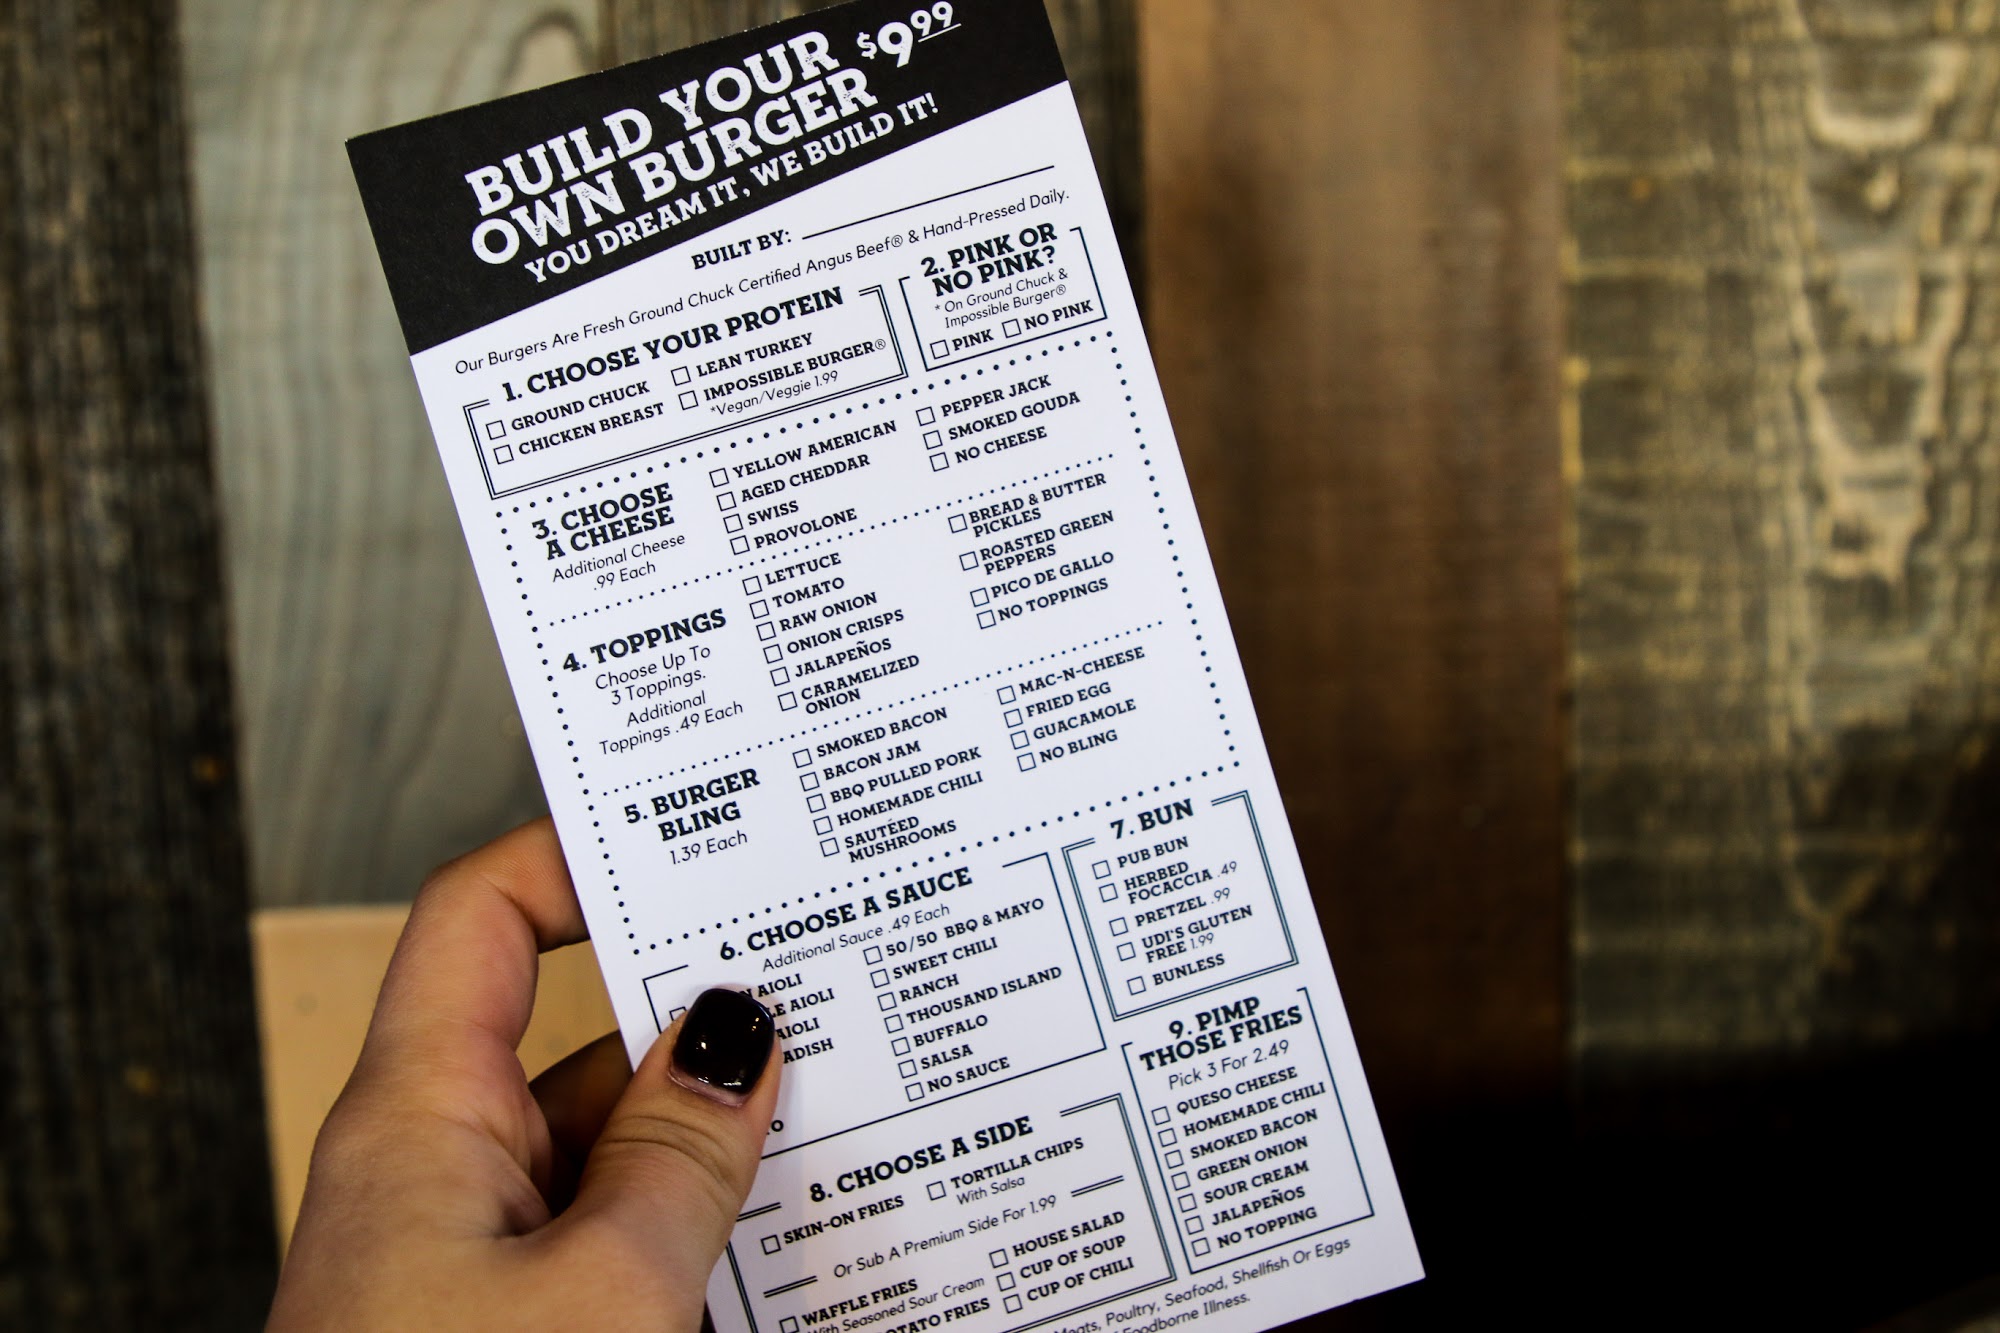 BUILD YOUR
OWN BURGER
$9.99
YOU DREAM IT, WE BUILD IT!
BUILT BY:
Our Burgers Are Fresh Ground Chuck Certified Angus Beef® & Hand-Pressed Daily.
1. CHOOSE YOUR PROTEIN
GROUND CHUCK
CHICKEN BREAST
LEAN TURKEY
IMPOSSIBLE BURGER®
*Vegan/Veggie 1.99
2. PINK OR
NO PINK?
* On Ground Chuck &
Impossible Burger®
PINK
NO PINK
3. CHOOSE
A CHEESE
Additional Cheese
.99 Each
YELLOW AMERICAN
AGED CHEDDAR
SWISS
PROVOLONE
PEPPER JACK
SMOKED GOUDA
NO CHEESE
4. TOPPINGS
Choose Up To
3 Toppings.
Additional
Toppings .49 Each
LETTUCE
TOMATO
RAW ONION
ONION CRISPS
JALAPEÑOS
CARAMELIZED
ONION
BREAD & BUTTER
PICKLES
ROASTED GREEN
PEPPERS
PICO DE GALLO
NO TOPPINGS
5. BURGER
BLING
1.39 Each
SMOKED BACON
BACON JAM
BBQ PULLED PORK
HOMEMADE CHILI
SAUTÉED
MUSHROOMS
MAC-N-CHEESE
FRIED EGG
GUACAMOLE
NO BLING
6. CHOOSE A SAUCE
Additional Sauce .49 Each
AIOLI
AIOLI
AIOLI
50/50 BBQ & MAYO
SWEET CHILI
RANCH
THOUSAND ISLAND
BUFFALO
SALSA
NO SAUCE
7. BUN
PUB BUN
HERBED
FOCACCIA .49
PRETZEL .99
UDI'S GLUTEN
FREE 1.99
BUNLESS
8. CHOOSE A SIDE
SKIN-ON FRIES
TORTILLA CHIPS
With Salsa
Or Sub A Premium Side For 1.99
WAFFLE FRIES
With Seasoned Sour Cream
FRIES
HOUSE SALAD
CUP OF SOUP
CUP OF CHILI
9. PIMP
THOSE FRIES
Pick 3 For 2.49
QUESO CHEESE
HOMEMADE CHILI
SMOKED BACON
GREEN ONION
SOUR CREAM
JALAPEÑOS
NO TOPPING
Meats, Poultry, Seafood, Shellfish Or Eggs
Foodborne Illness.